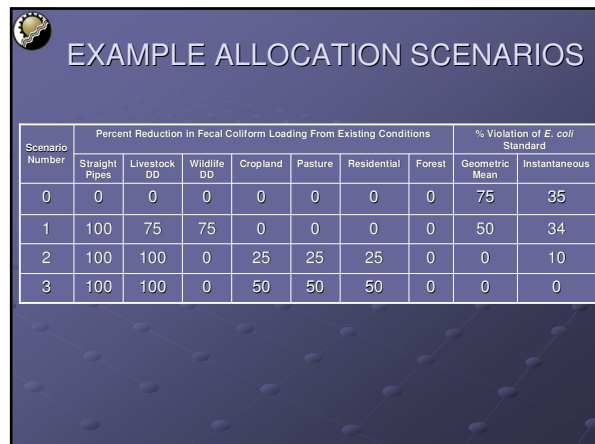 EXAMPLE ALLOCATION SCENARIOS
Scenario Number Percent Reduction in Fecal Coliform Loading From Existing Conditions % Violation of E. coli Standard
Straight Pipes Livestock DD Wildlife DD Cropland Pasture Residential Forest Geometric Mean Instantaneous
0 0 0 0 0 0 0 0 75 35
1 100 75 75 0 0 0 0 50 34
2 100 100 0 25 25 25 0 0 10
3 100 100 0 50 50 50 0 0 0